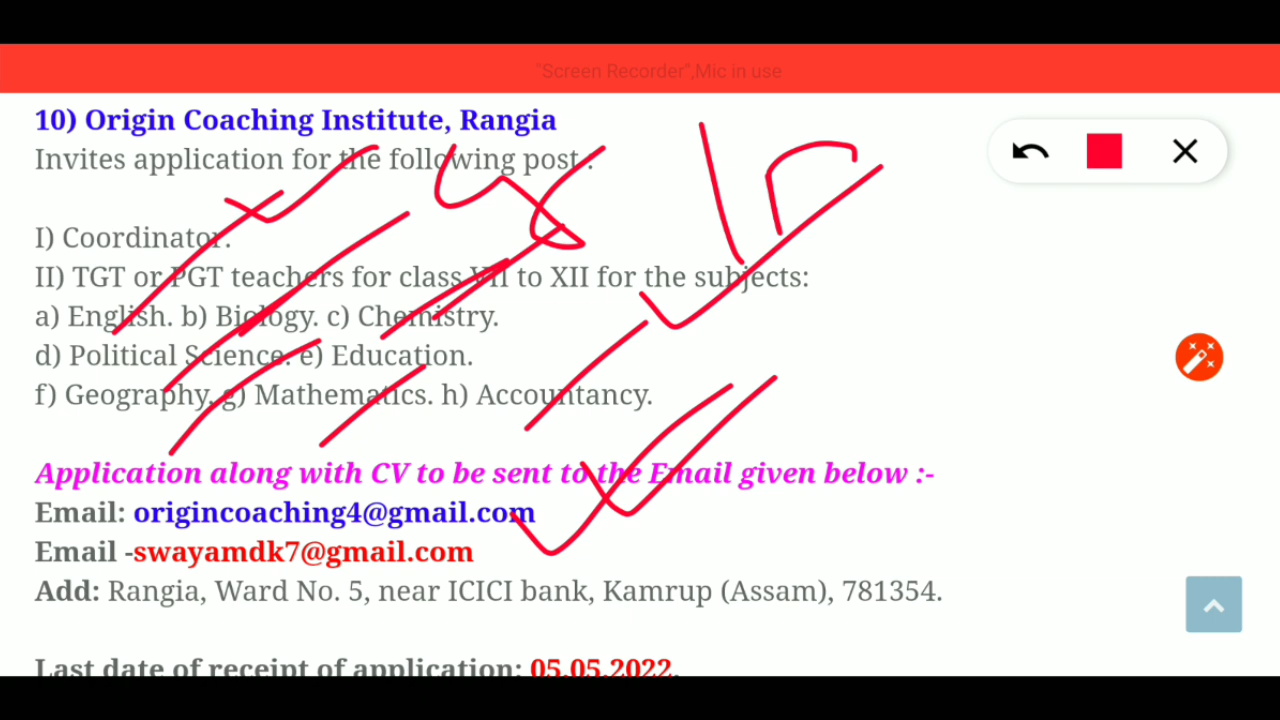 "Screen Recorder",Mic in use
10) Origin Coaching Institute, Rangia
Invites application for the following post :
I) Coordinator.
II) TGT or PGT teachers for class VII to XII for the subjects:
a) English. b) Biology. c) Chemistry.
d) Political Science. e) Education.
f) Geography. g) Mathematics. h) Accountancy.
Application along with CV to be sent to the Email given below :-
Email: origincoaching4@gmail.com
Email -swayamdk7@gmail.com
Add: Rangia, Ward No. 5, near ICICI bank, Kamrup (Assam), 781354.
Last date of receipt of application: 05.05.2022.